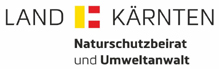 LAND KÄRNTEN
Naturschutzbeirat
und Umweltanwalt